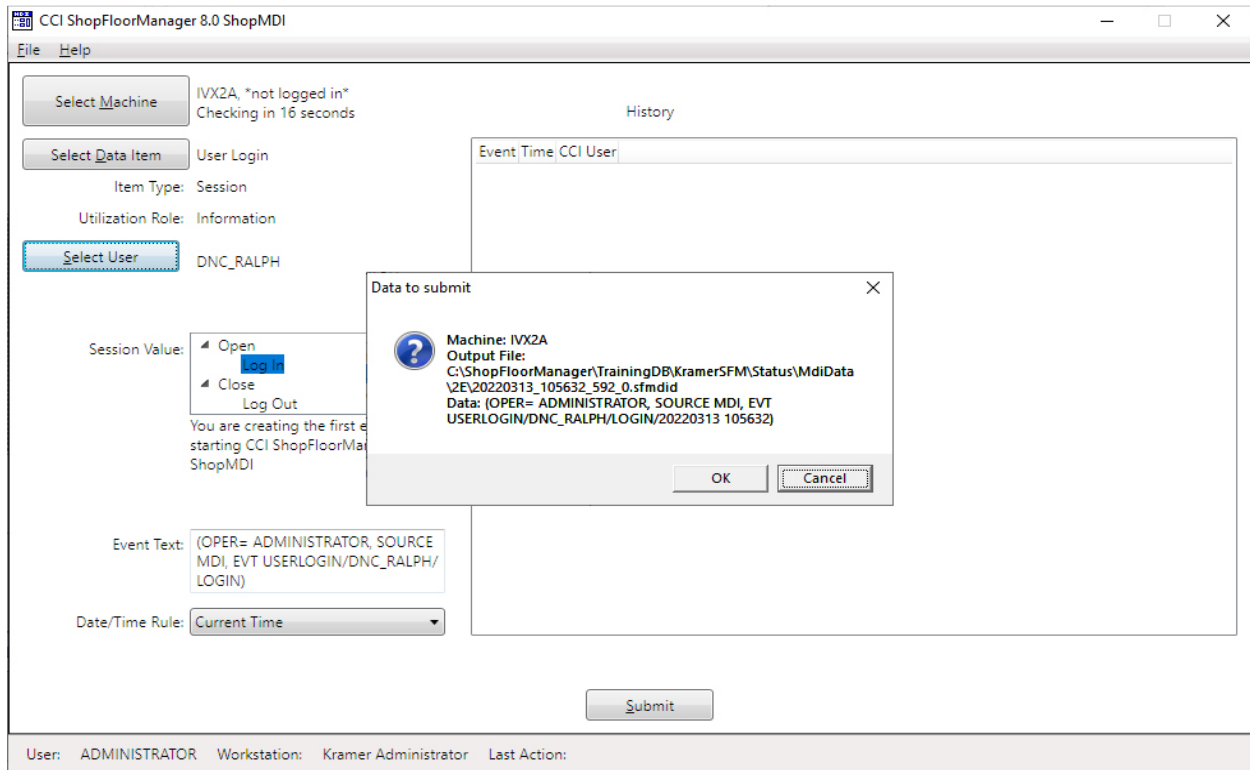 CCI ShopFloorManager 8.0 ShopMDI
File Help
Select Machine
IVX2A, *not logged in*
Checking in 16 seconds
History
Select Data Item
User Login
Event Time CCI User
Item Type: Session
Utilization Role: Information
Select User
DNC_RALPH
Data to submit
Machine: IVX2A
Output File:
C:\ShopFloorManager\TrainingDB\KramerSFM\Status\MdiData
\2E\20220313_105632_592_0.sfmdid
Data: (OPER= ADMINISTRATOR, SOURCE MDI, EVT
USERLOGIN/DNC_RALPH/LOGIN/20220313 105632)
OK
Cancel
Session Value:
Open
Log In
Close
Log Out
You are creating the first e
starting CCI ShopFloorMa
ShopMDI
Event Text:
(OPER= ADMINISTRATOR, SOURCE
MDI, EVT USERLOGIN/DNC_RALPH/
LOGIN)
Date/Time Rule: Current Time
Submit
User: ADMINISTRATOR Workstation: Kramer Administrator Last Action: